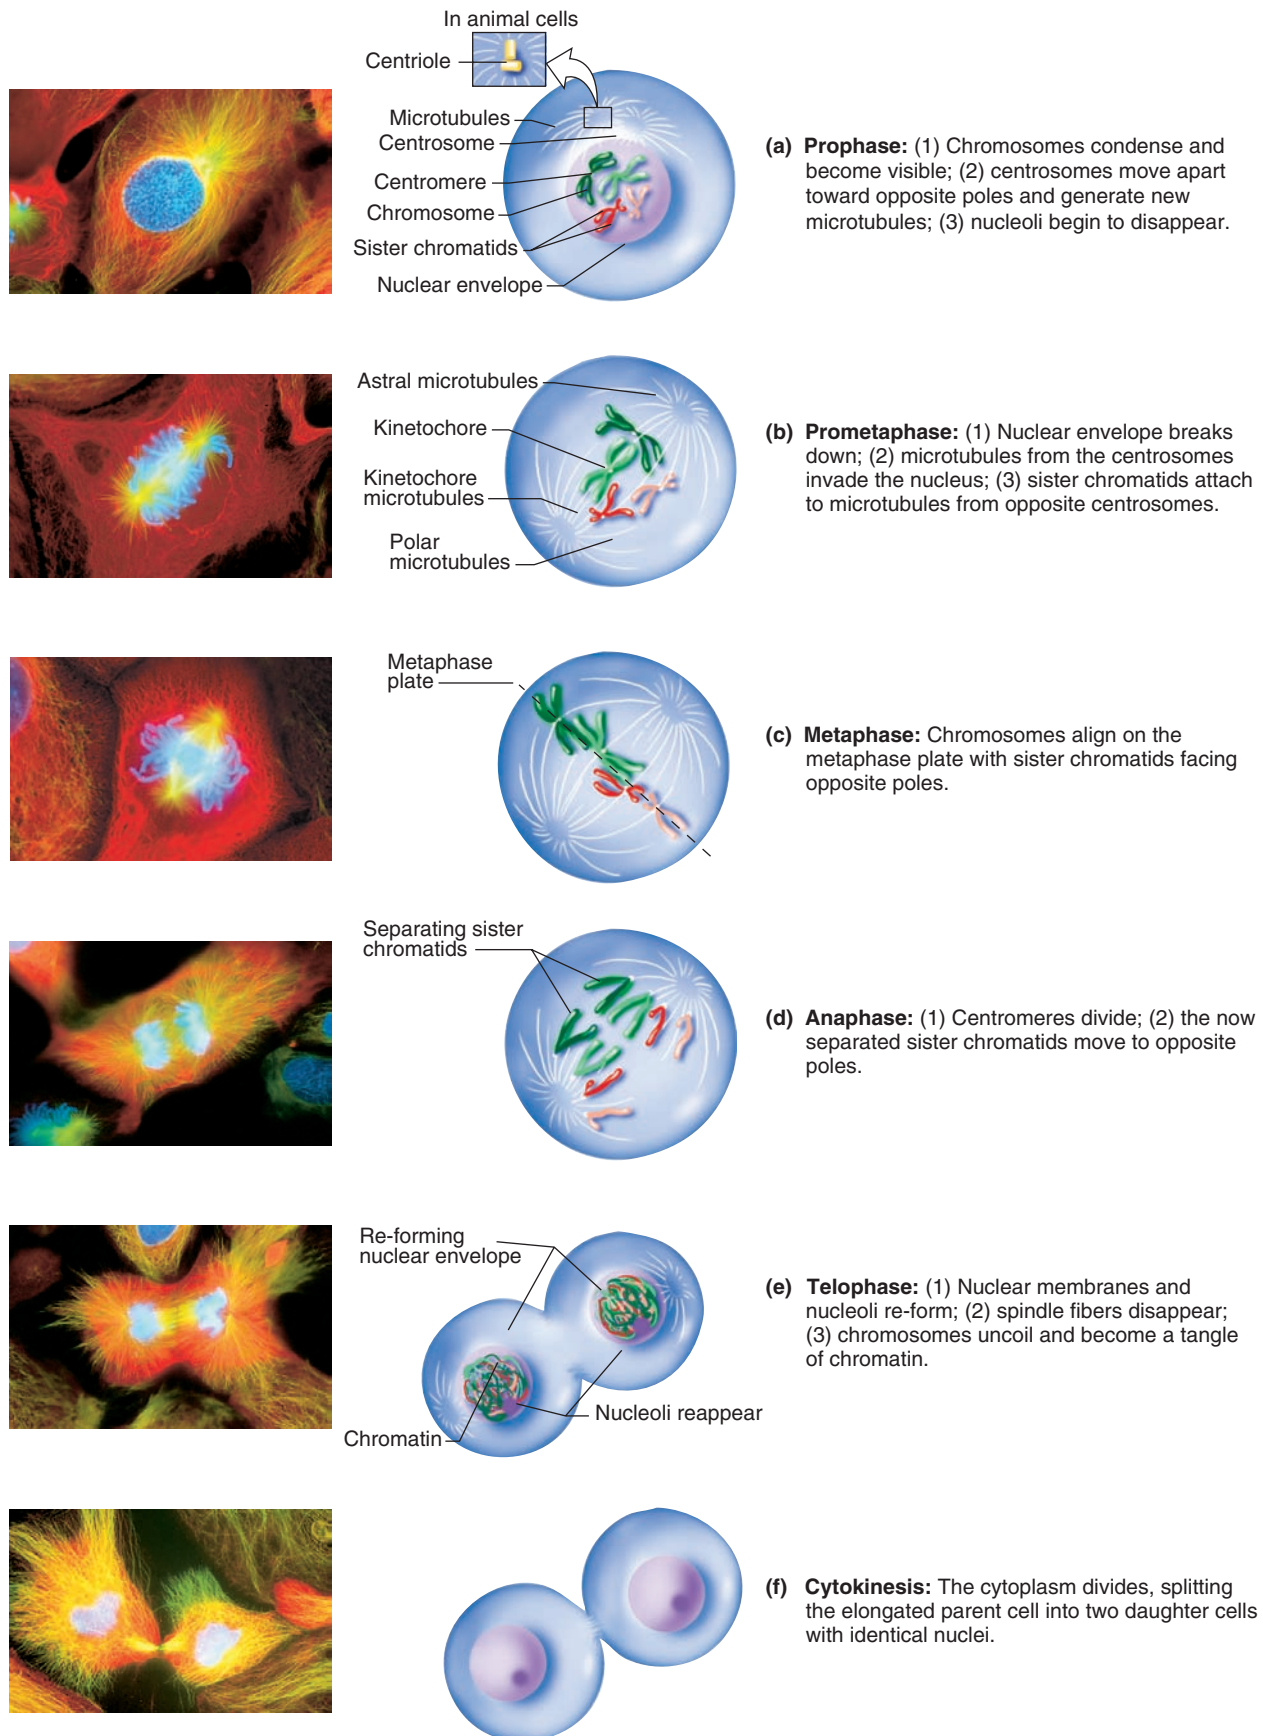 In animal cells
Centriole
Microtubules
Centrosome
Centromere
Chromosome
Sister chromatids
Nuclear envelope
(a) Prophase: (1) Chromosomes condense and
become visible; (2) centrosomes move apart
toward opposite poles and generate new
microtubules; (3) nucleoli begin to disappear.
Astral microtubules
Kinetochore
Kinetochore
microtubules
Polar
microtubules
(b) Prometaphase: (1) Nuclear envelope breaks
down; (2) microtubules from the centrosomes
invade the nucleus; (3) sister chromatids attach
to microtubules from opposite centrosomes.
Metaphase
plate
(c) Metaphase: Chromosomes align on the
metaphase plate with sister chromatids facing
opposite poles.
Separating sister
chromatids
(d) Anaphase: (1) Centromeres divide; (2) the now
separated sister chromatids move to opposite
poles.
Re-forming
nuclear envelope
Nucleoli reappear
Chromatin
(e) Telophase: (1) Nuclear membranes and
nucleoli re-form; (2) spindle fibers disappear;
(3) chromosomes uncoil and become a tangle
of chromatin.
(f) Cytokinesis: The cytoplasm divides, splitting
the elongated parent cell into two daughter cells
with identical nuclei.